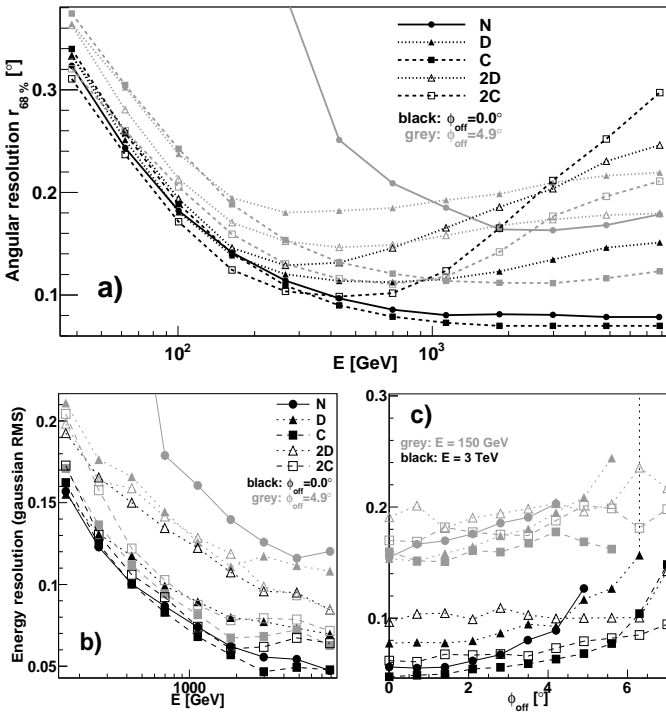 Angular resolution r68 % [°]
0.3
0.2
0.1
N
D
C
2D
2C
black: ϕoff=0.0°
grey: ϕoff=4.9°
a)
10²
10³
E [GeV]
Energy resolution (gaussian RMS)
0.2
0.15
0.1
0.05
N
D
C
2D
2C
black: ϕoff=0.0°
grey: ϕoff=4.9°
b)
1000
E [GeV]
0.3
0.2
0.1
c)
grey: E = 150 GeV
black: E = 3 TeV
0
2
4
6
ϕoff [°]